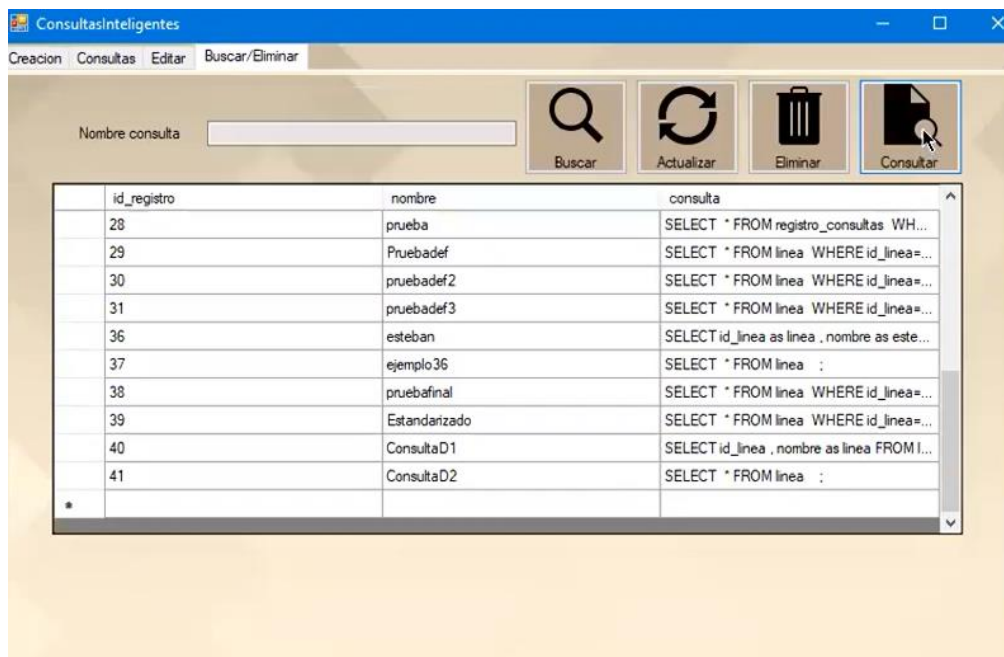 ConsultasInteligentes
Creacion Consultas Editar Buscar/Eliminar
Nombre consulta
Buscar Actualizar Eliminar Consultar
id_registro nombre consulta
28 prueba SELECT * FROM registro_consultas WH...
29 Pruebadef SELECT * FROM linea WHERE id_linea=...
30 pruebadef2 SELECT * FROM linea WHERE id_linea=...
31 pruebadef3 SELECT * FROM linea WHERE id_linea=...
36 esteban SELECT id_linea as linea , nombre as este...
37 ejemplo36 SELECT * FROM linea ;
38 pruebafinal SELECT * FROM linea WHERE id_linea=...
39 Estandarizado SELECT * FROM linea WHERE id_linea=...
40 ConsultaD1 SELECT id_linea , nombre as linea FROM l...
41 ConsultaD2 SELECT * FROM linea ;
*